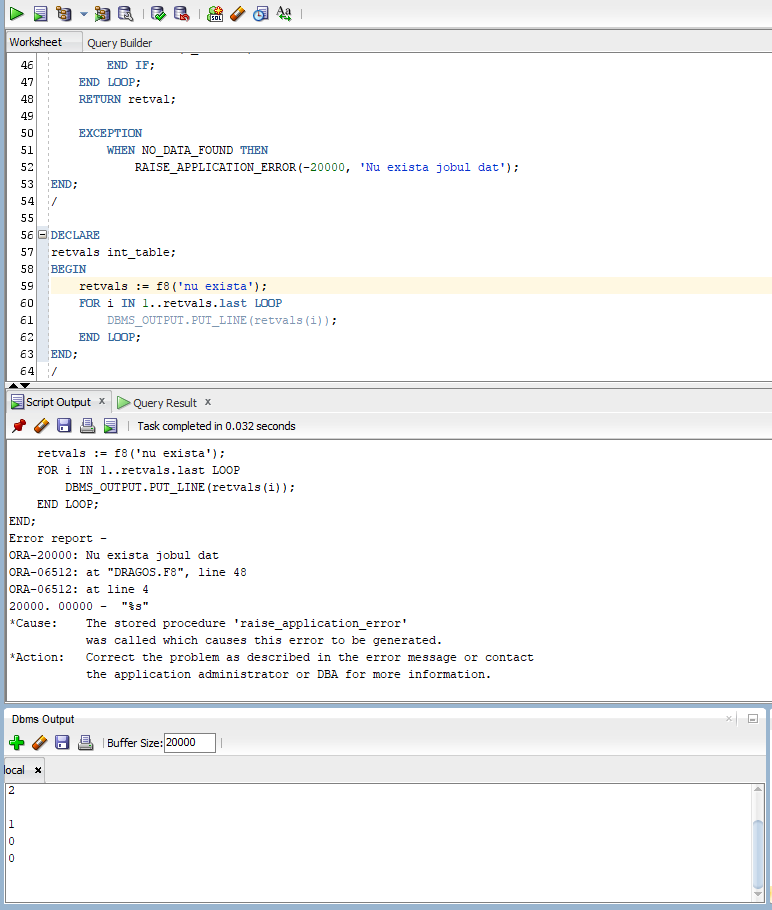 SQL
Aa
Worksheet
Query Builder
46 END IF;
47 END LOOP;
48 RETURN retval;
49
50 EXCEPTION
51 WHEN NO_DATA_FOUND THEN
52 RAISE_APPLICATION_ERROR(-20000, 'Nu exista jobul dat');
53 END;
54 /
55
56 DECLARE
57 retvals int_table;
58 BEGIN
59 retvals := f8('nu exista');
60 FOR i IN 1..retvals.last LOOP
61 DBMS_OUTPUT.PUT_LINE(retvals(i));
62 END LOOP;
63 END;
64 /
Script Output x Query Result x
Task completed in 0.032 seconds
retvals := f8('nu exista');
FOR i IN 1..retvals.last LOOP
DBMS_OUTPUT.PUT_LINE(retvals(i));
END LOOP;
END;
Error report -
ORA-20000: Nu exista jobul dat
ORA-06512: at "DRAGOS.F8", line 48
ORA-06512: at line 4
20000. 00000 - "%s"
*Cause: The stored procedure 'raise_application_error'
was called which causes this error to be generated.
*Action: Correct the problem as described in the error message or contact
the application administrator or DBA for more information.
Dbms Output
Buffer Size: 20000
local x
2
1
0
0